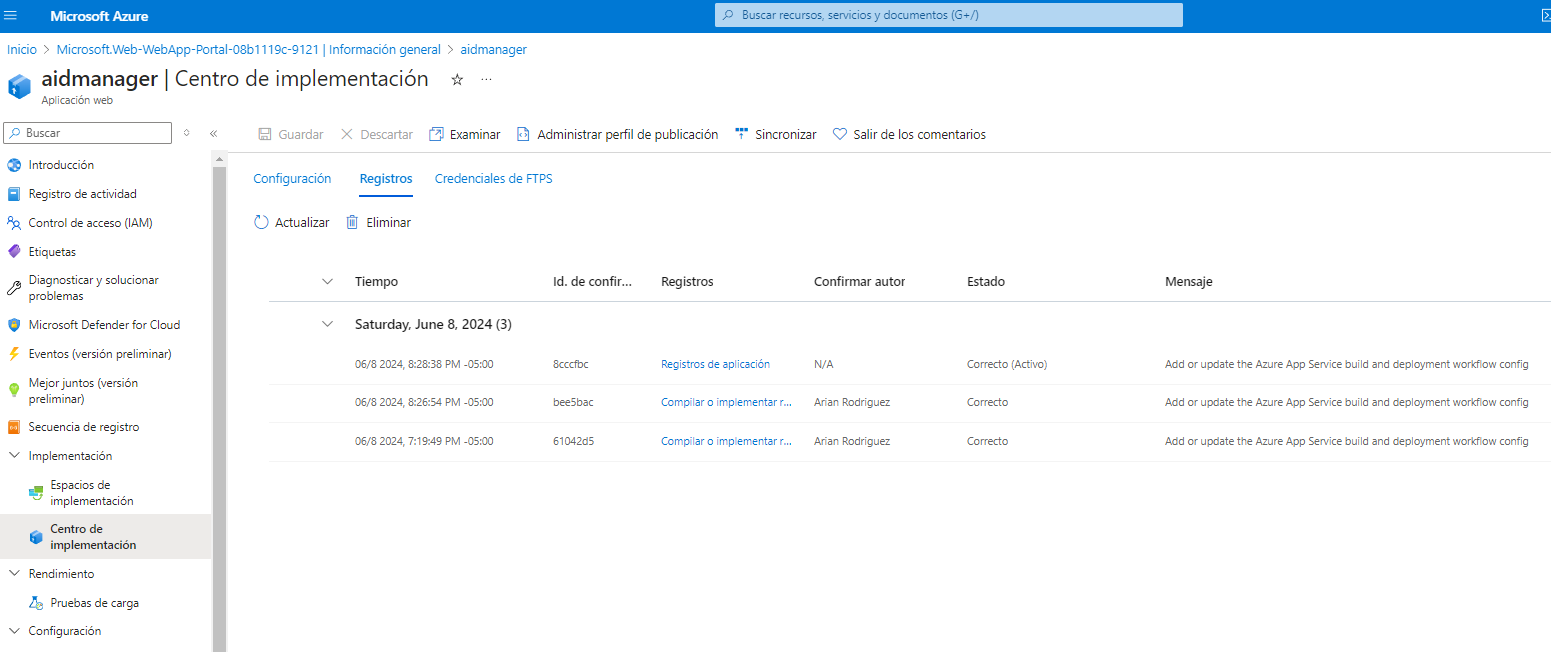 Microsoft Azure
Buscar recursos, servicios y documentos (G+/)
Inicio > Microsoft.Web-WebApp-Portal-08b1119c-9121 | Información general > aidmanager
aidmanager | Centro de implementación
Aplicación web
Buscar
Guardar Descartar Examinar Administrar perfil de publicación Sincronizar Salir de los comentarios
Introducción
Registro de actividad
Control de acceso (IAM)
Etiquetas
Diagnosticar y solucionar
problemas
Microsoft Defender for Cloud
Eventos (versión preliminar)
Mejor juntos (versión
preliminar)
Secuencia de registro
Implementación
Espacios de
implementación
Centro de
implementación
Rendimiento
Pruebas de carga
Configuración
Configuración Registros Credenciales de FTPS
Actualizar Eliminar
Tiempo Id. de confir... Registros Confirmar autor Estado Mensaje
Saturday, June 8, 2024 (3)
06/8 2024, 8:28:38 PM -05:00 8cccfbc Registros de aplicación N/A Correcto (Activo) Add or update the Azure App Service build and deployment workflow config
06/8 2024, 8:26:54 PM -05:00 bee5bac Compilar o implementar r... Arian Rodriguez Correcto Add or update the Azure App Service build and deployment workflow config
06/8 2024, 7:19:49 PM -05:00 61042d5 Compilar o implementar r... Arian Rodriguez Correcto Add or update the Azure App Service build and deployment workflow config